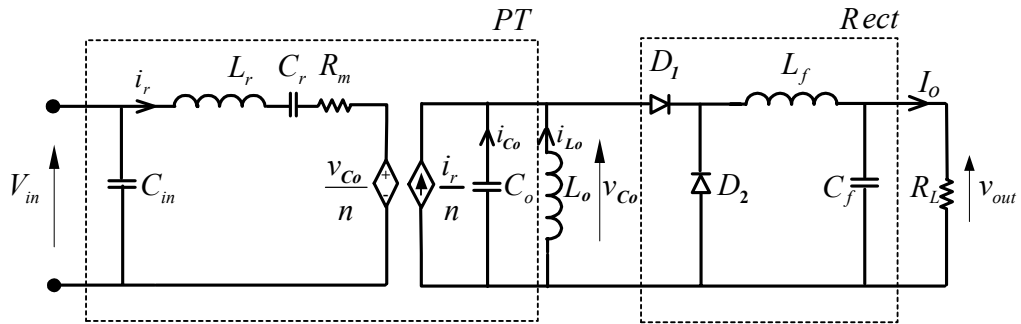 PT
Rect
i_r
L_r
C_r
R_m
D_1
L_f
I_o
V_in
C_in
v_Co
n
+
-
i_r
n
i_Co
C_o
i_Lo
L_o
v_Co
D_2
C_f
R_L
v_out